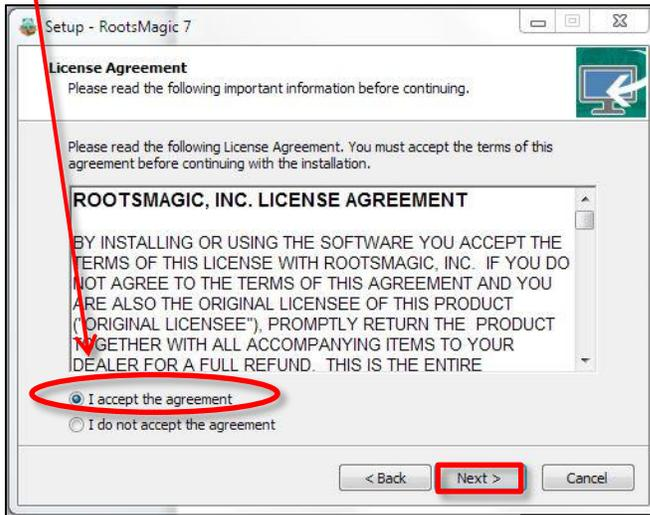 Setup - RootsMagic 7
License Agreement
Please read the following important information before continuing.
Please read the following License Agreement. You must accept the terms of this
agreement before continuing with the installation.
ROOTSMAGIC, INC. LICENSE AGREEMENT
BY INSTALLING OR USING THE SOFTWARE YOU ACCEPT THE
TERMS OF THIS LICENSE WITH ROOTSMAGIC, INC. IF YOU DO
NOT AGREE TO THE TERMS OF THIS AGREEMENT AND YOU
ARE ALSO THE ORIGINAL LICENSEE OF THIS PRODUCT
("ORIGINAL LICENSEE"), PROMPTLY RETURN THE PRODUCT
TOGETHER WITH ALL ACCOMPANYING ITEMS TO YOUR
DEALER FOR A FULL REFUND. THIS IS THE ENTIRE
I accept the agreement
I do not accept the agreement
< Back Next > Cancel